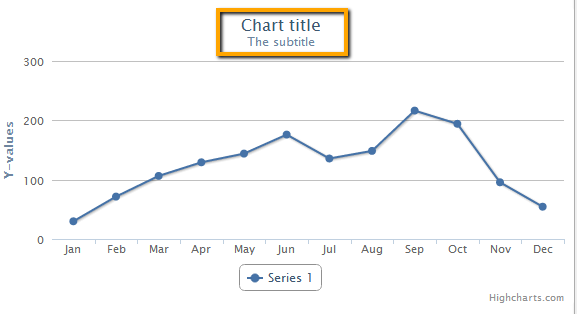 Chart title
The subtitle
Y-values
300
200
100
0
Jan Feb Mar Apr May Jun Jul Aug Sep Oct Nov Dec
Series 1
Highcharts.com